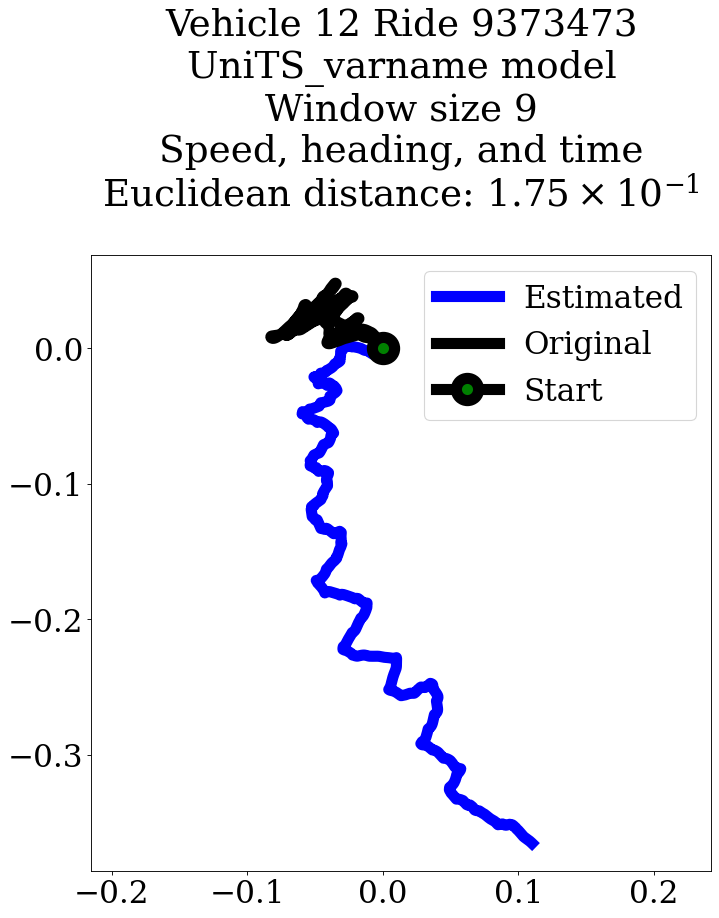 Vehicle 12 Ride 9373473
UniTS_varname model
Window size 9
Speed, heading, and time
Euclidean distance: 1.75 × 10⁻¹
Estimated
Original
Start
0.0
−0.1
−0.2
−0.3
−0.2 −0.1 0.0 0.1 0.2